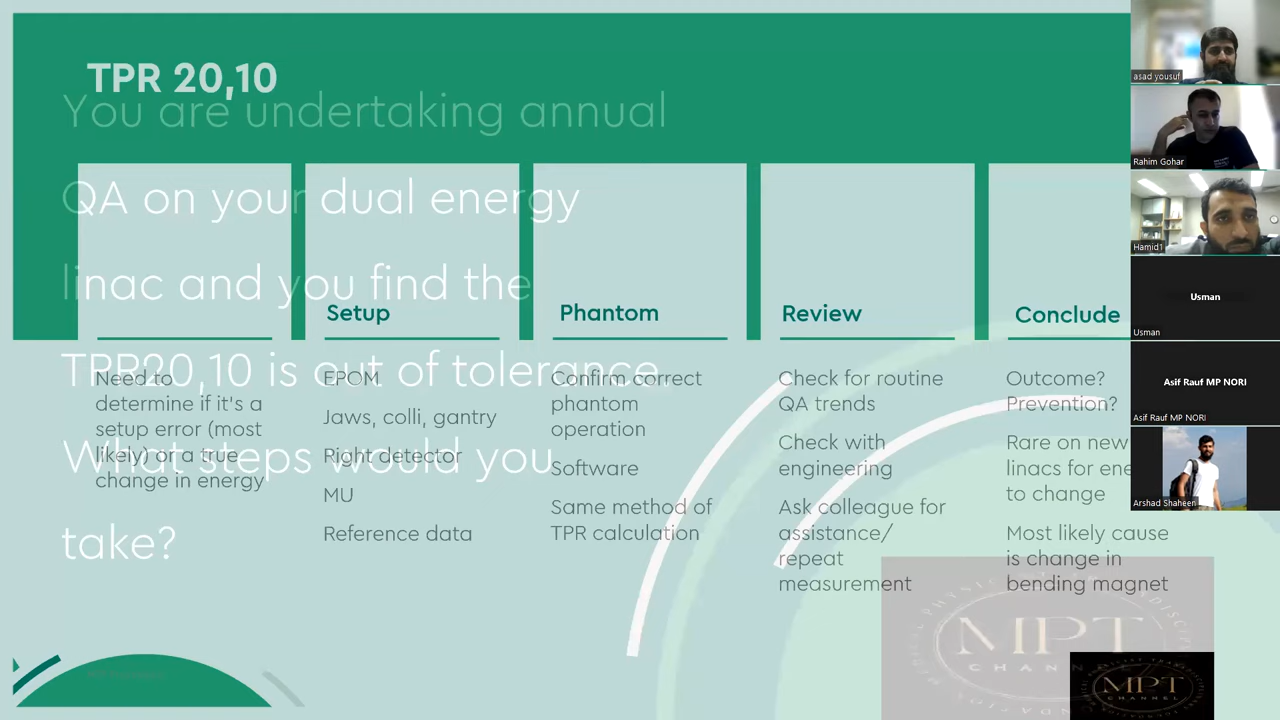 TPR 20,10
You are undertaking annual
QA on your dual energy
linac and you find the
TPR20,10 is out of tolerance.
What steps would you
take?
Need to
determine if it's a
setup error (most
likely) or a true
change in energy
Setup
EPOM
Jaws, colli, gantry
Right detector
MU
Reference data
Phantom
Confirm correct
phantom
operation
Software
Same method of
TPR calculation
Review
Check for routine
QA trends
Check with
engineering
Ask colleague for
assistance/
repeat
measurement
Conclude
Outcome?
Prevention?
Rare on new
linacs for ene
to change
Most likely cause
is change in
bending magnet
asad yousuf
Rahim Gohar
Hamid1
Usman
Usman
Asif Rauf MP NORI
Asif Rauf MP NORI
Arshad Shaheen
MPT
CHANN
MPT
CHANNEL